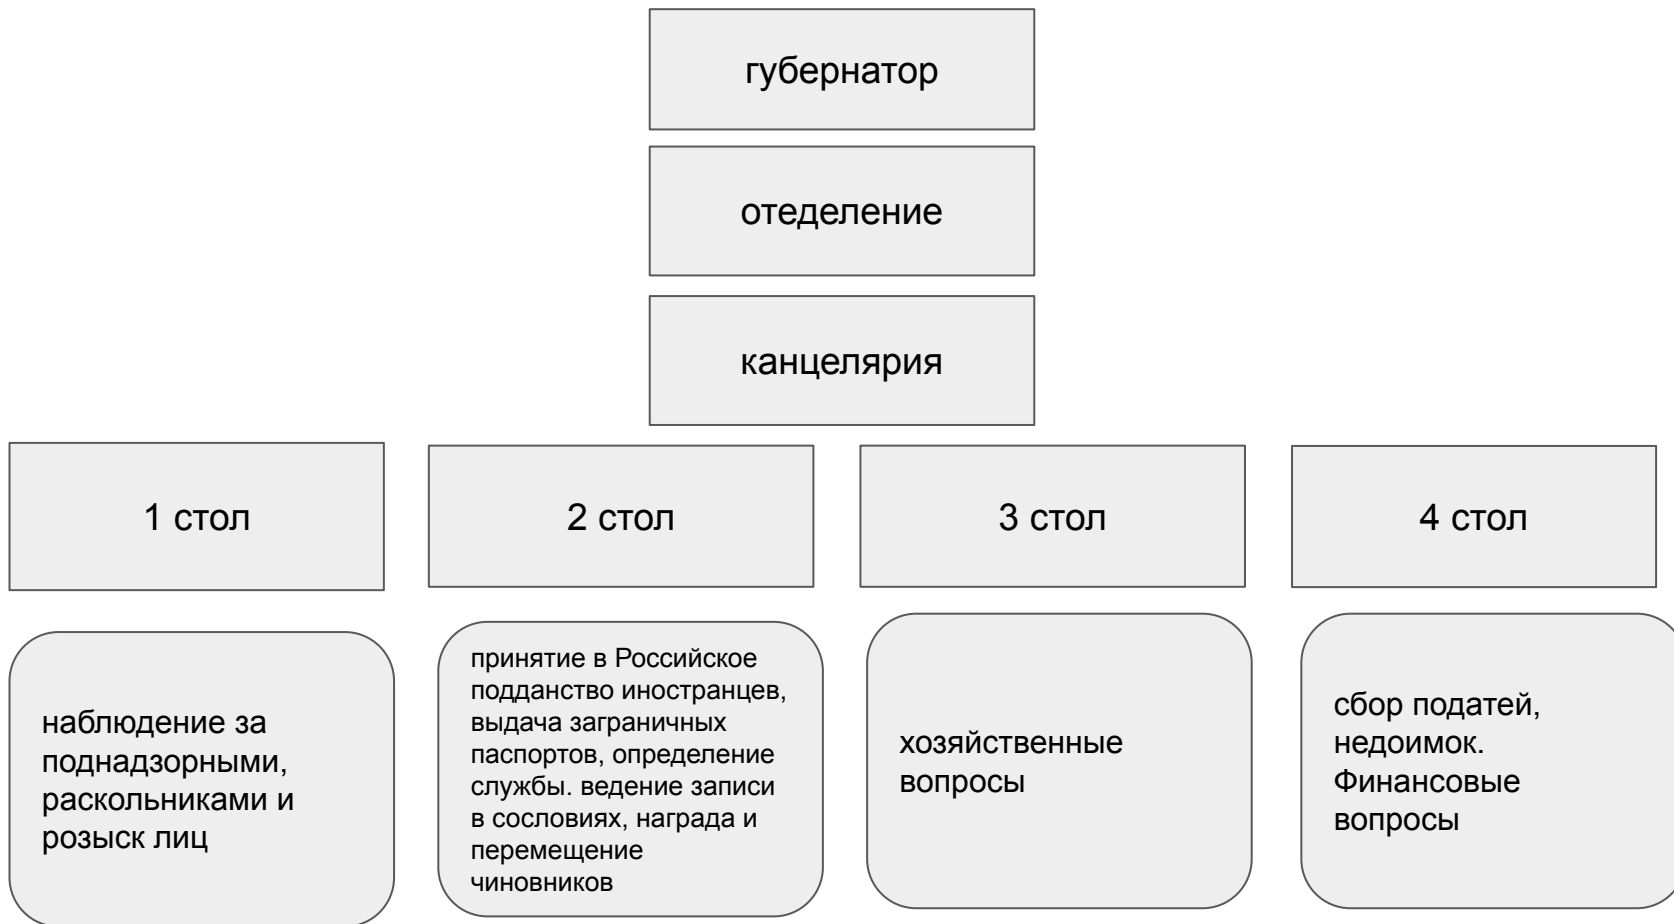 губернатор
отеделение
канцелярия
1 стол
2 стол
3 стол
4 стол
наблюдение за
поднадзорными,
раскольниками и
розыск лиц
принятие в Российское
подданство иностранцев,
выдача заграничных
паспортов, определение
службы. ведение записи
в сословиях, награда и
перемещение
чиновников
хозяйственные
вопросы
сбор податей,
недоимок.
Финансовые
вопросы